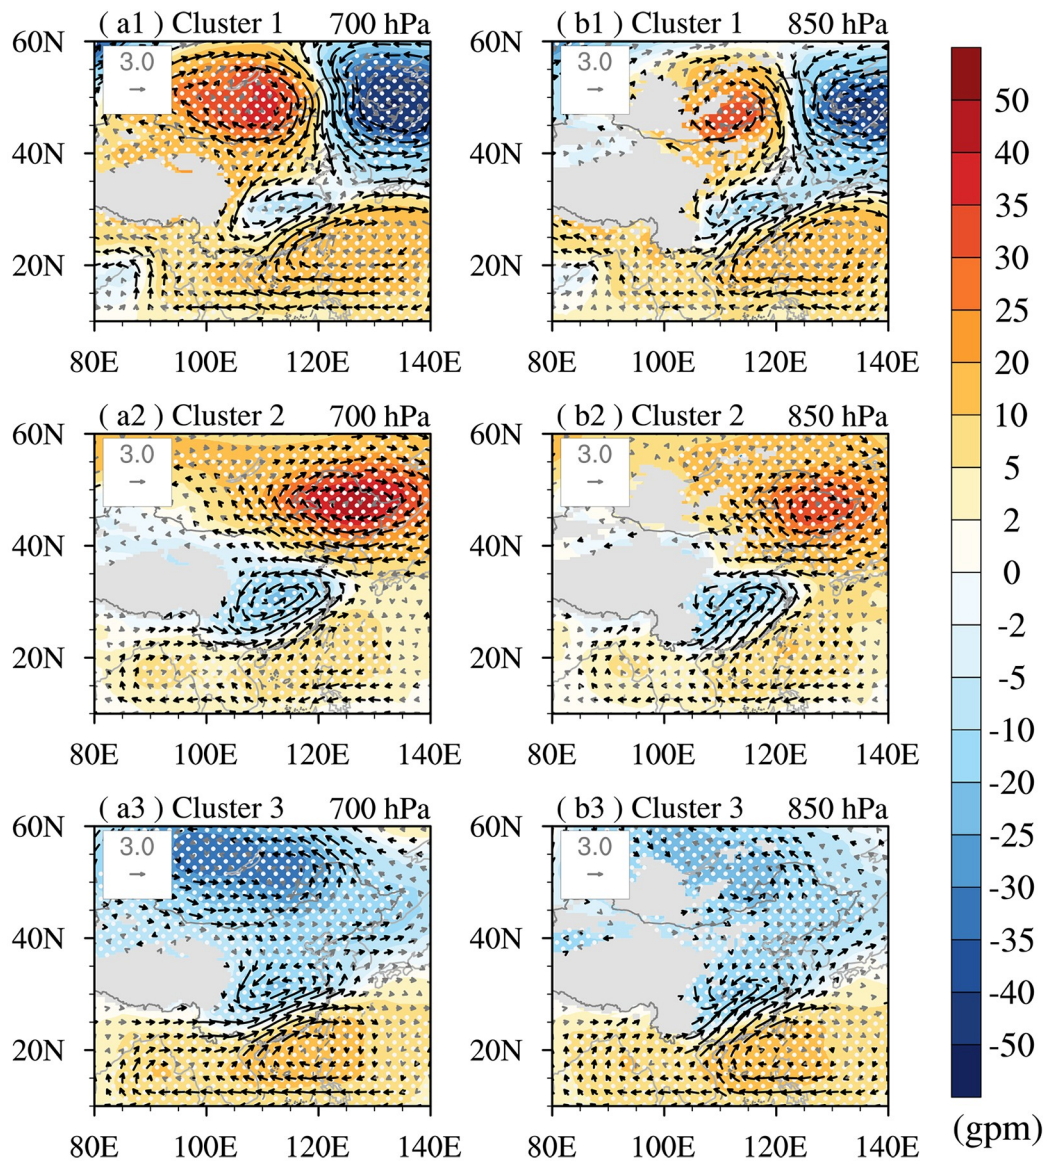 ( a1 ) Cluster 1 700 hPa
( b1 ) Cluster 1 850 hPa
60N
3.0
40N
20N
80E 100E 120E 140E
60N
3.0
40N
20N
80E 100E 120E 140E
( a2 ) Cluster 2 700 hPa
( b2 ) Cluster 2 850 hPa
60N
3.0
40N
20N
80E 100E 120E 140E
60N
3.0
40N
20N
80E 100E 120E 140E
( a3 ) Cluster 3 700 hPa
( b3 ) Cluster 3 850 hPa
60N
3.0
40N
20N
80E 100E 120E 140E
60N
3.0
40N
20N
80E 100E 120E 140E
50
40
35
30
25
20
10
5
2
0
-2
-5
-10
-20
-25
-30
-35
-40
-50
(gpm)